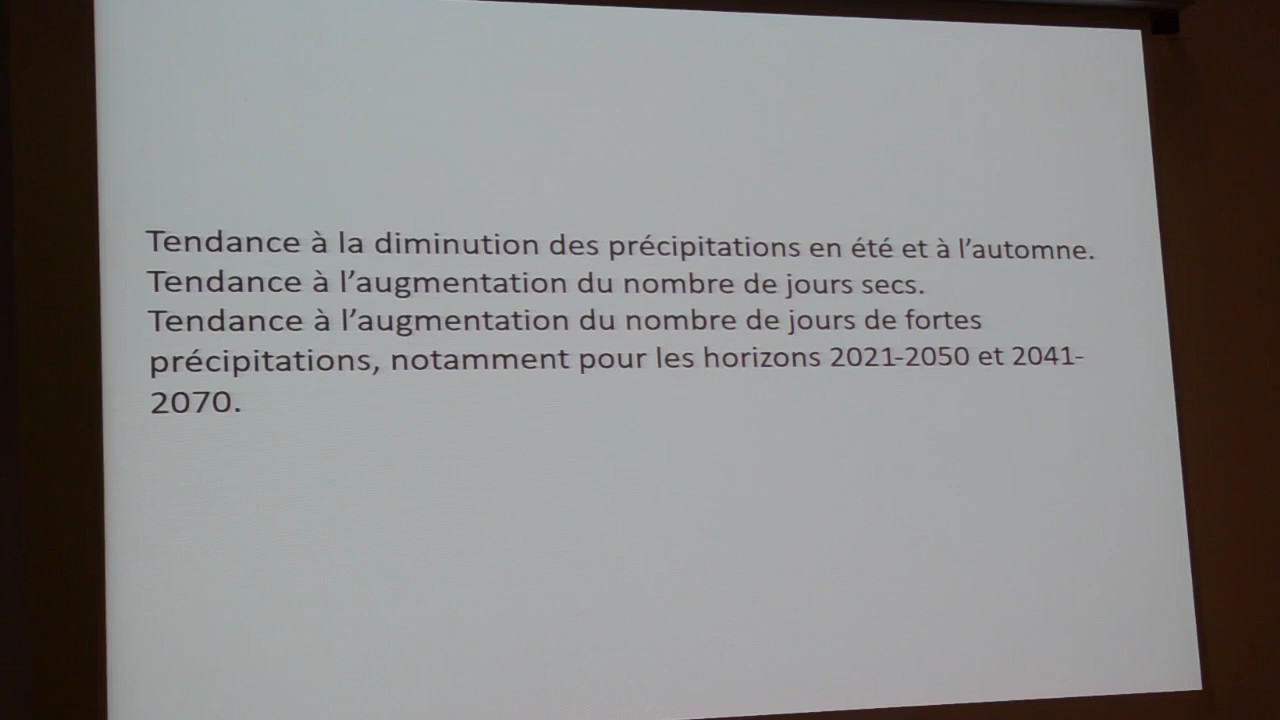 Tendance à la diminution des précipitations en été et à l’automne.
Tendance à l’augmentation du nombre de jours secs.
Tendance à l’augmentation du nombre de jours de fortes
précipitations, notamment pour les horizons 2021-2050 et 2041-
2070.